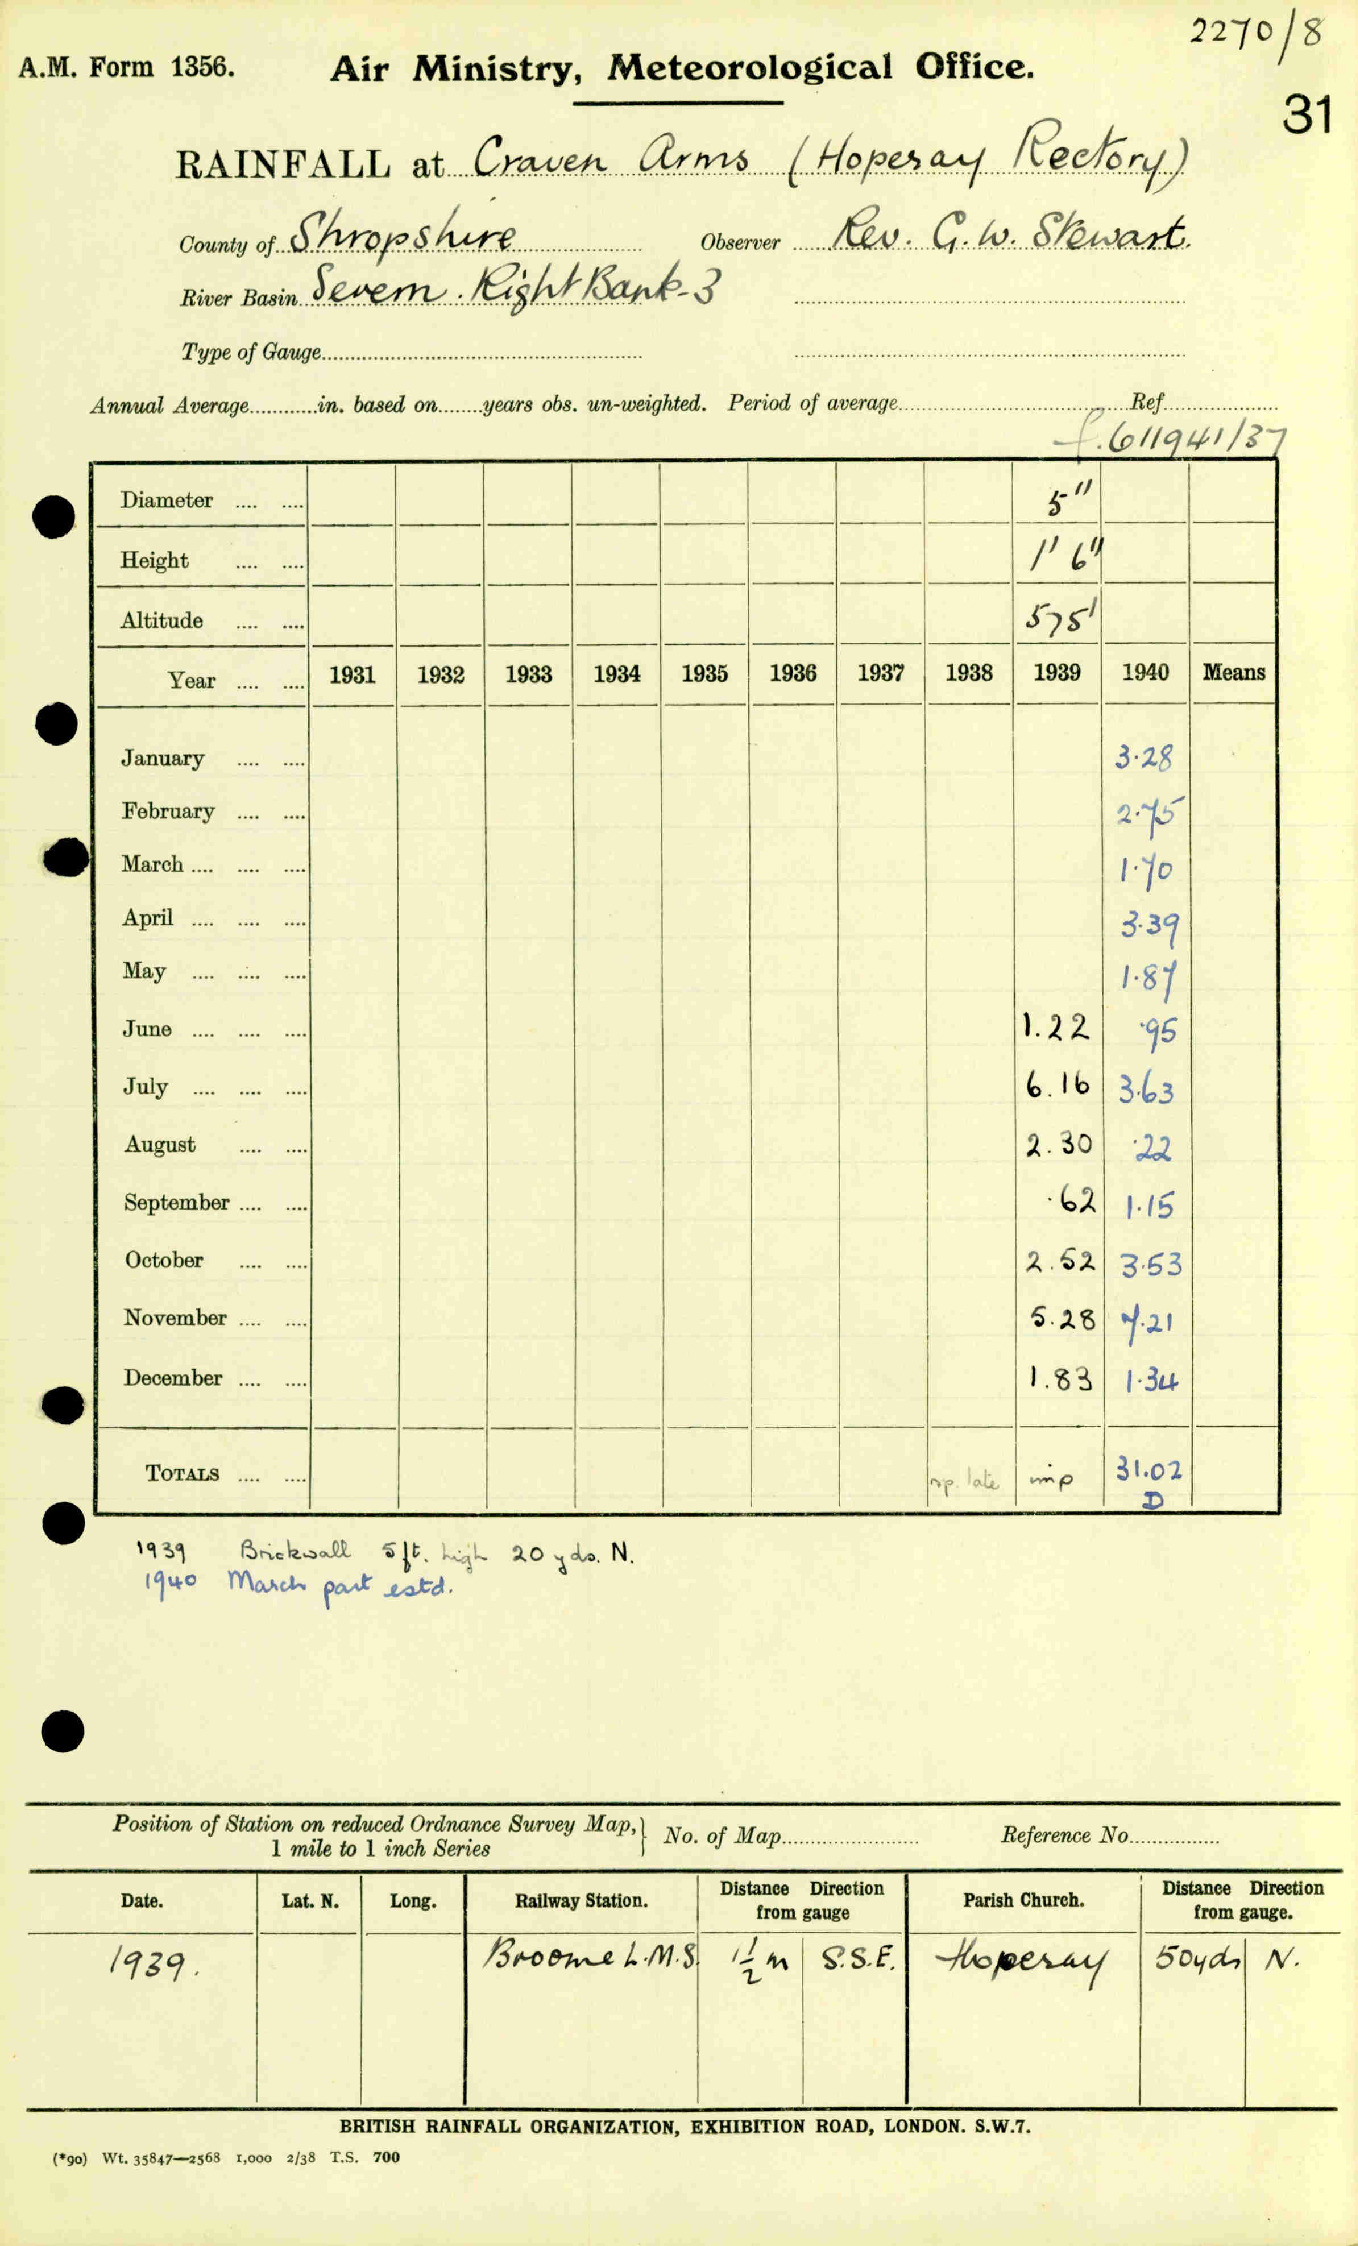 2270/8
A.M. Form 1356. Air Ministry, Meteorological Office.
31
RAINFALL at Craven Arms (Hopesay Rectory)
County of Shropshire Observer Rev. G. W. Stewart.
River Basin Severn. Right Bank-3
Type of Gauge
Annual Average in. based on years obs. un-weighted. Period of average Ref.
f.611941/37
Diameter 5"
Height 1' 6"
Altitude 575'
Year 1931 1932 1933 1934 1935 1936 1937 1938 1939 1940 Means
January 3.28
February 2.75
March 1.70
April 3.39
May 1.87
June 1.22 .95
July 6.16 3.63
August 2.30 .22
September .62 1.15
October 2.52 3.53
November 5.28 7.21
December 1.83 1.34
TOTALS late imp 31.02
D
1939 Brickwall 5 ft. high 20 yds. N.
1940 March part estd.
Position of Station on reduced Ordnance Survey Map, 1 mile to 1 inch Series No. of Map Reference No.
Date. Lat. N. Long. Railway Station. Distance Direction from gauge Parish Church. Distance Direction from gauge.
1939. Broome L.M.S. 1 1/2 m S.S.E. Hopesay 50yds N.
BRITISH RAINFALL ORGANIZATION, EXHIBITION ROAD, LONDON. S.W.7.
(*90) Wt. 35847—2568 1,000 2/38 T.S. 700